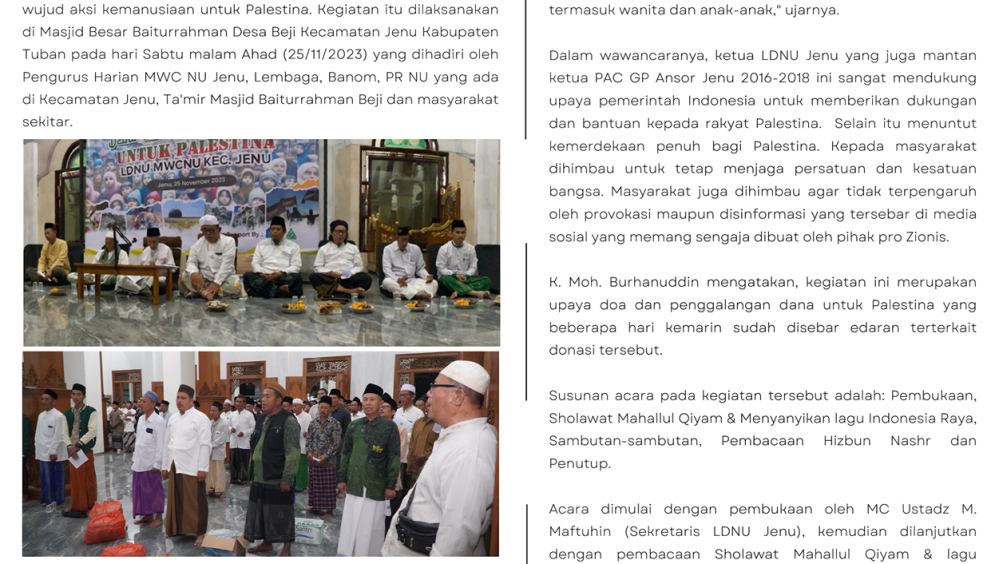 wujud aksi kemanusiaan untuk Palestina. Kegiatan itu dilaksanakan
di Masjid Besar Baiturrahman Desa Beji Kecamatan Jenu Kabupaten
Tuban pada hari Sabtu malam Ahad (25/11/2023) yang dihadiri oleh
Pengurus Harian MWC NU Jenu, Lembaga, Banom, PR NU yang ada
di Kecamatan Jenu, Ta'mir Masjid Baiturrahman Beji dan masyarakat
sekitar.
UNTUK PALESTINA
LDNU MWCNU KEC. JENU
Jenu, 25 November 2023
termasuk wanita dan anak-anak," ujarnya.
Dalam wawancaranya, ketua LDNU Jenu yang juga mantan
ketua PAC GP Ansor Jenu 2016-2018 ini sangat mendukung
upaya pemerintah Indonesia untuk memberikan dukungan
dan bantuan kepada rakyat Palestina. Selain itu menuntut
kemerdekaan penuh bagi Palestina. Kepada masyarakat
dihimbau untuk tetap menjaga persatuan dan kesatuan
bangsa. Masyarakat juga dihimbau agar tidak terpengaruh
oleh provokasi maupun disinformasi yang tersebar di media
sosial yang memang sengaja dibuat oleh pihak pro Zionis.
K. Moh. Burhanuddin mengatakan, kegiatan ini merupakan
upaya doa dan penggalangan dana untuk Palestina yang
beberapa hari kemarin sudah disebar edaran terterkait
donasi tersebut.
Susunan acara pada kegiatan tersebut adalah: Pembukaan,
Sholawat Mahallul Qiyam & Menyanyikan lagu Indonesia Raya,
Sambutan-sambutan, Pembacaan Hizbun Nashr dan
Penutup.
Acara dimulai dengan pembukaan oleh MC Ustadz M.
Maftuhin (Sekretaris LDNU Jenu), kemudian dilanjutkan
dengan pembacaan Sholawat Mahallul Qiyam & lagu